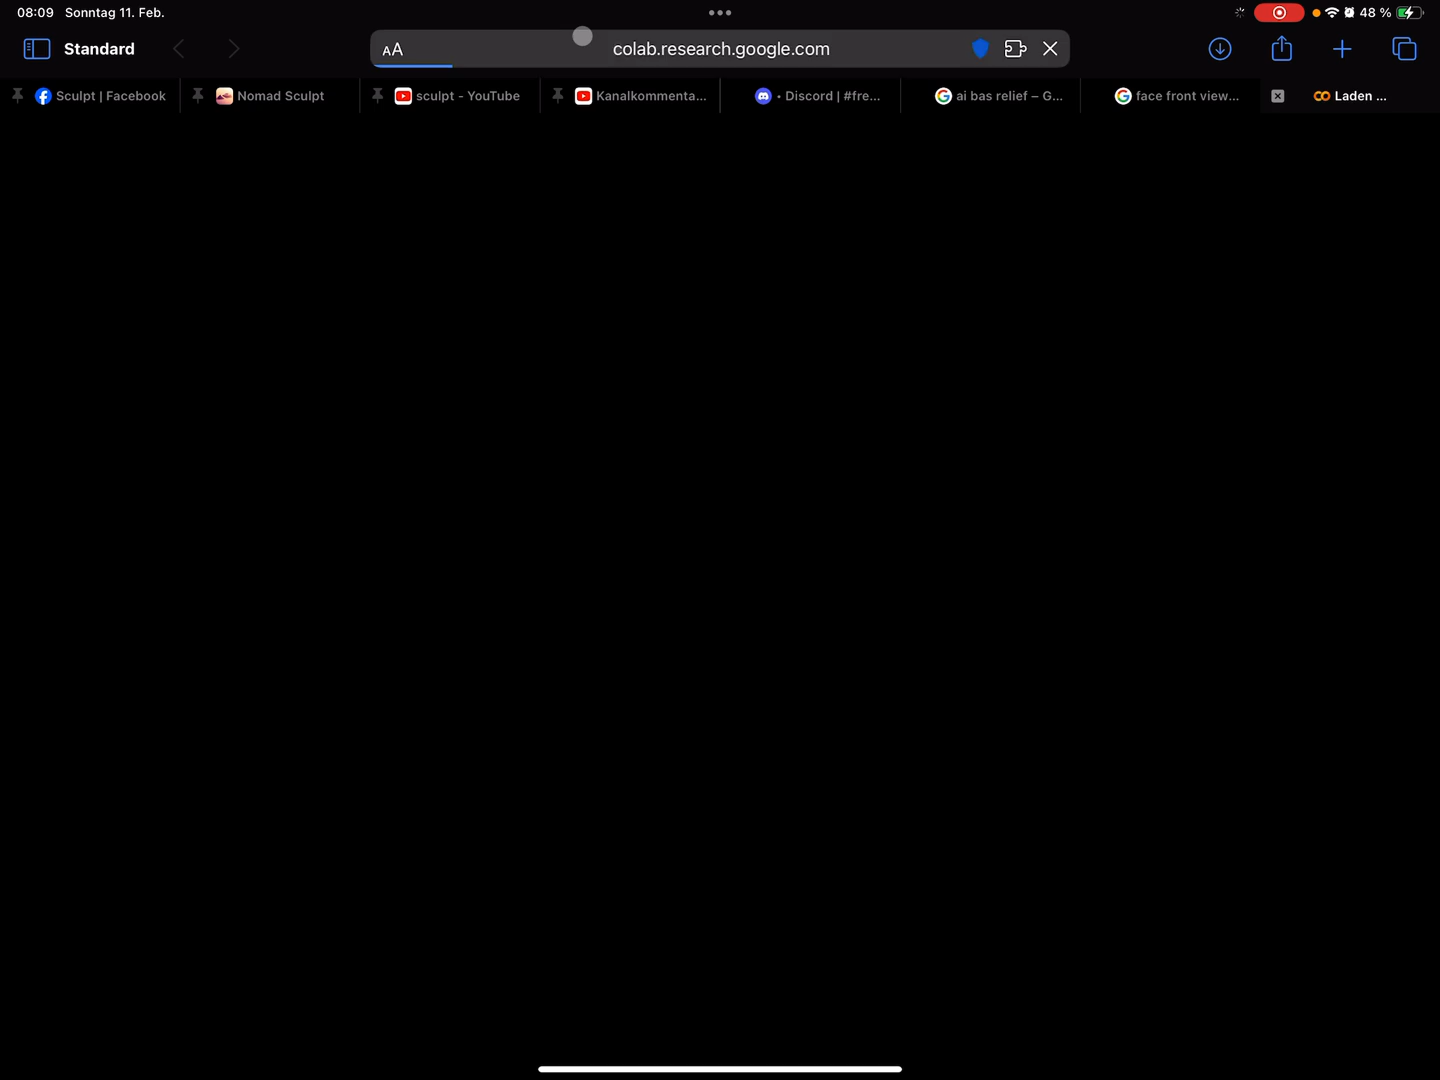 08:09 Sonntag 11. Feb. 48 %
Standard AA colab.research.google.com
Sculpt | Facebook Nomad Sculpt sculpt - YouTube Kanalkommenta... • Discord | #fre... ai bas relief – G... face front view... Laden ...